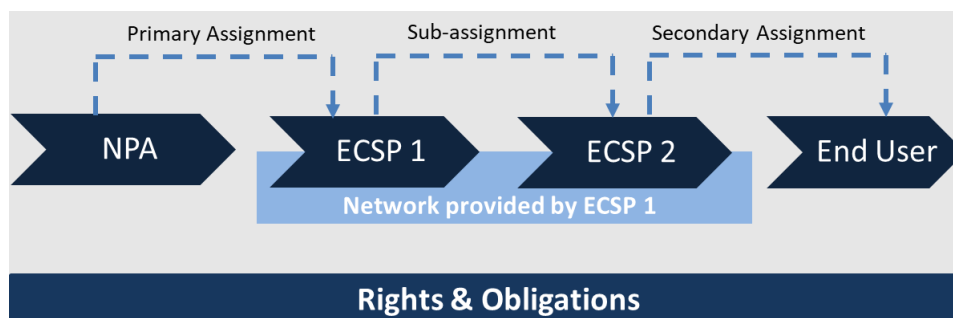 Primary Assignment
Sub-assignment
Secondary Assignment
NPA
ECSP 1
ECSP 2
End User
Network provided by ECSP 1
Rights & Obligations